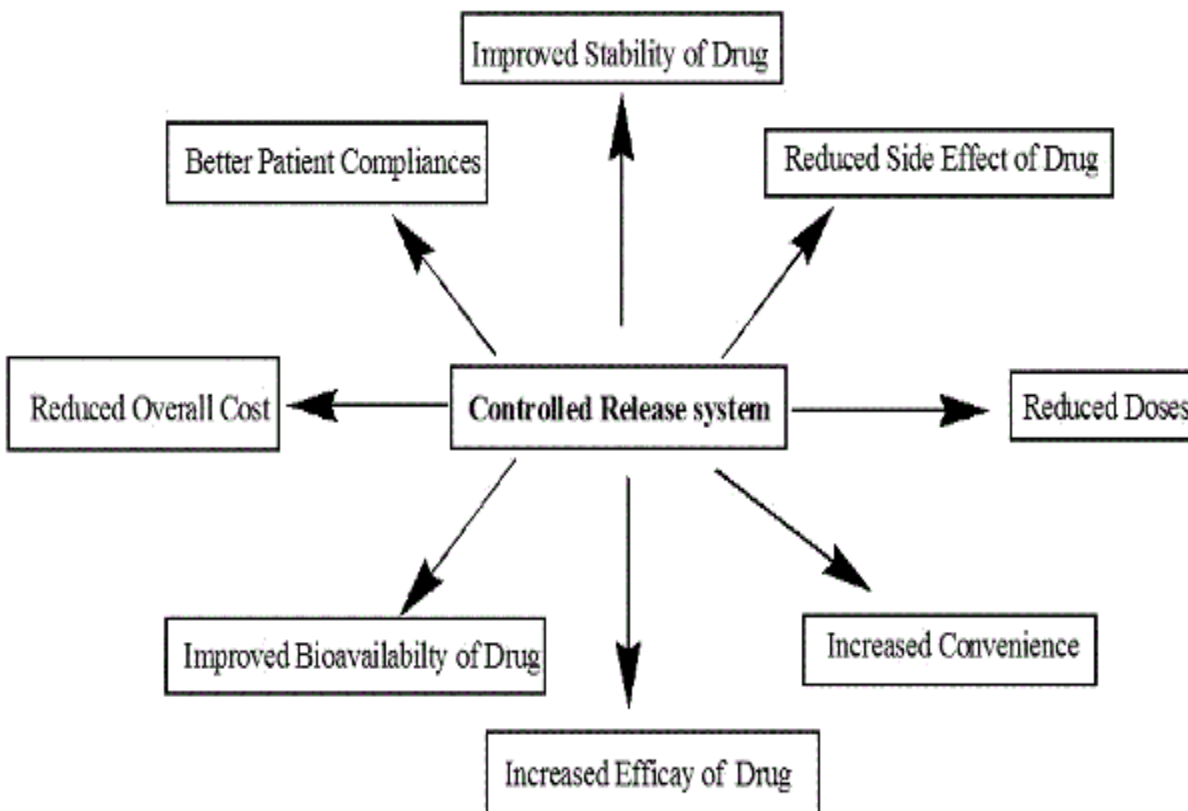 Improved Stability of Drug
Better Patient Compliances
Reduced Side Effect of Drug
Reduced Overall Cost
Controlled Release system
Reduced Doses
Improved Bioavailabilty of Drug
Increased Convenience
Increased Efficay of Drug